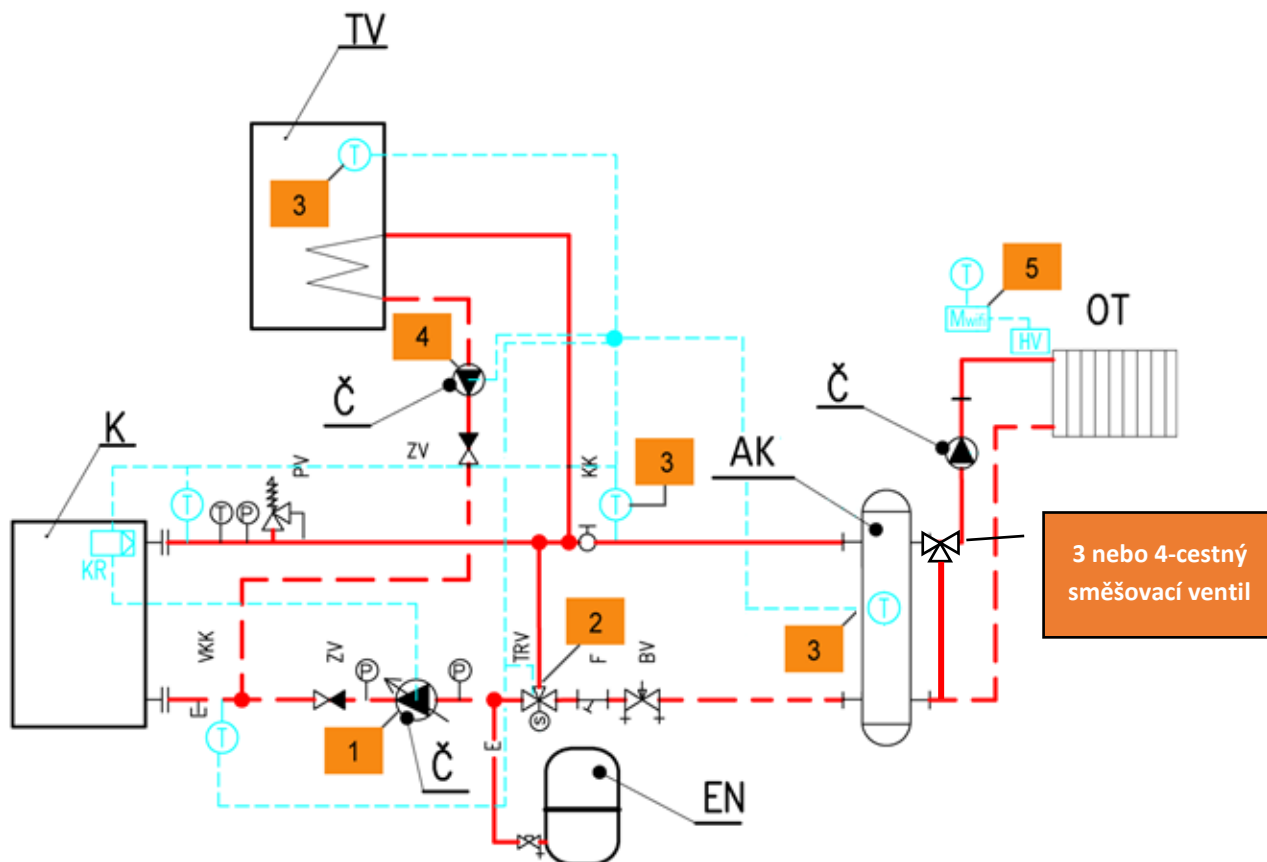 TV
T
3
4
Č
ZV
K
PV
T
T
P
KR
KK
T
3
AK
T
5
Mwifi
HV
OT
Č
3 nebo 4-cestný
směšovací ventil
T
3
VKK
ZV
P
P
1
Č
T
TRV
2
S
F
BV
E
EN